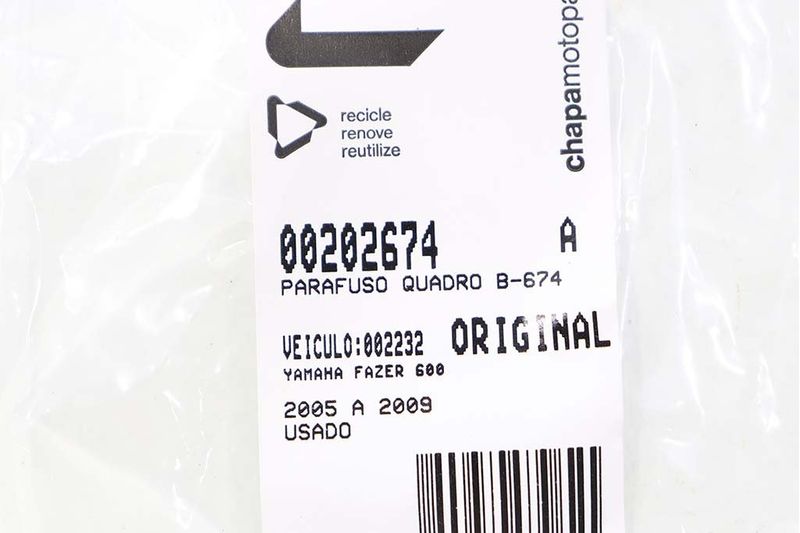 recicle
renove
reutilize
chapamotopa
00202674 A
PARAFUSO QUADRO B-674
VEICULO:002232 ORIGINAL
YAMAHA FAZER 600
2005 A 2009
USADO